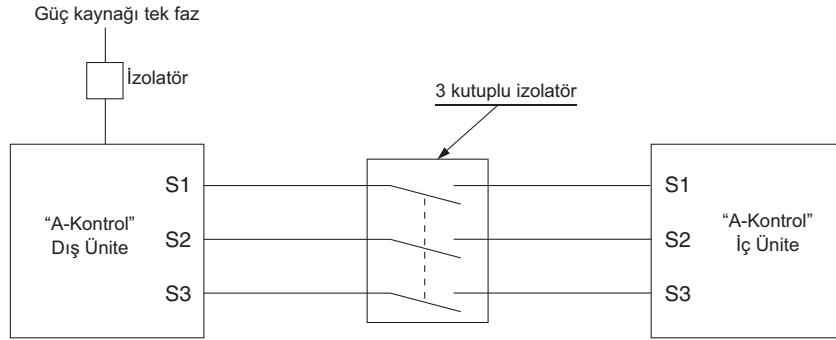 Güç kaynağı tek faz
İzolatör
3 kutuplu izolatör
S1
S1
“A-Kontrol”
Dış Ünite
S2
S2
“A-Kontrol”
İç Ünite
S3
S3